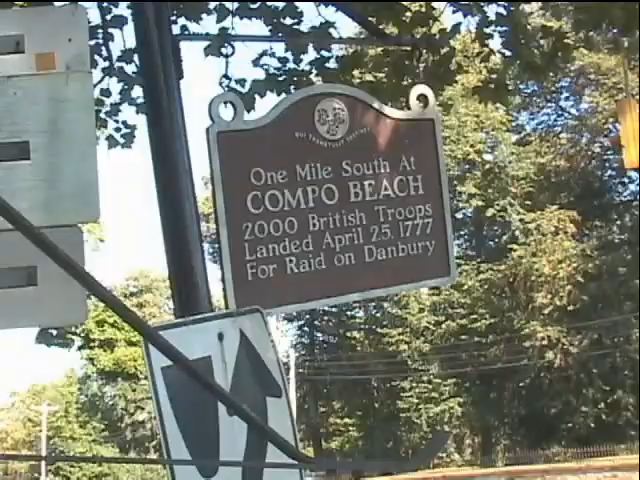 One Mile South At
COMPO BEACH
2000 British Troops
Landed April 25, 1777
For Raid on Danbury